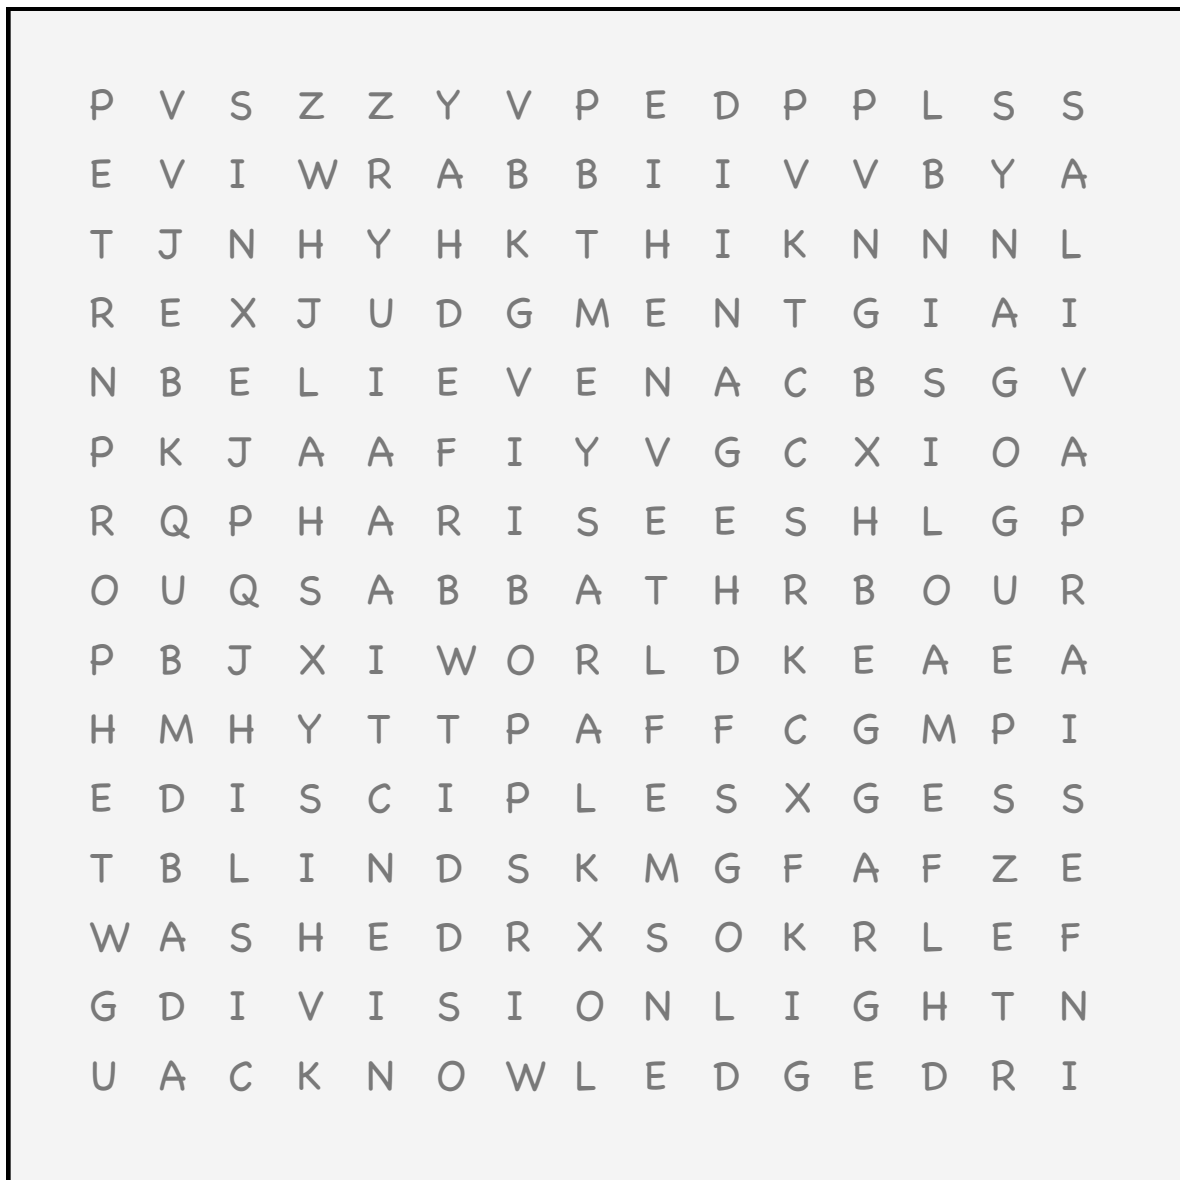 P V S Z Z Y V P E D P P L S S
E V I W R A B B I I V V B Y A
T J N H Y H K T H I K N N N L
R E X J U D G M E N T G I A I
N B E L I E V E N A C B S G V
P K J A A F I Y V G C X I O A
R Q P H A R I S E E S H L G P
O U Q S A B B A T H R B O U R
P B J X I W O R L D K E A E A
H M H Y T T P A F F C G M P I
E D I S C I P L E S X G E S S
T B L I N D S K M G F A F Z E
W A S H E D R X S O K R L E F
G D I V I S I O N L I G H T N
U A C K N O W L E D G E D R I